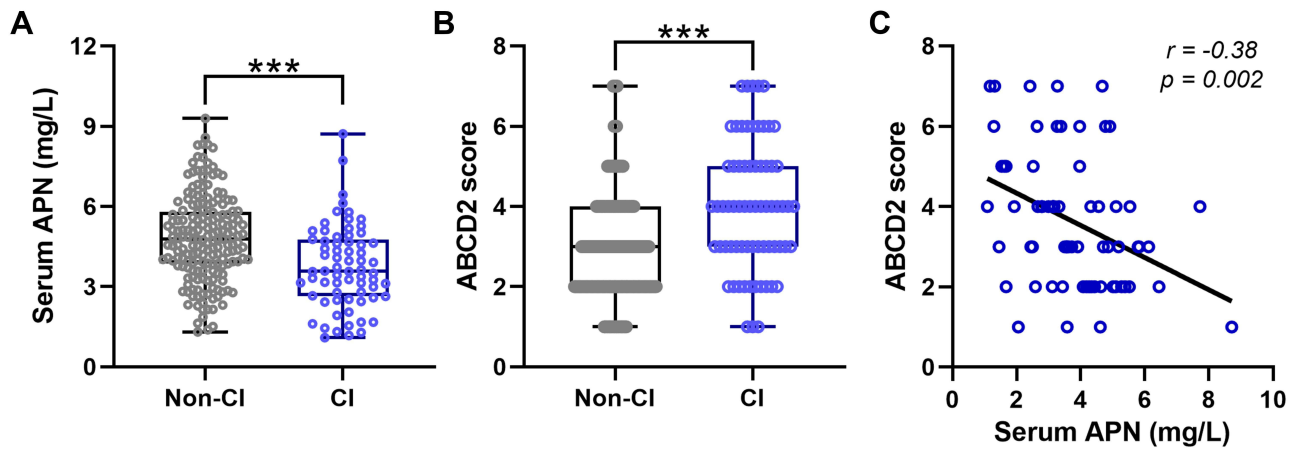 A
Serum APN (mg/L)
12
9
6
3
0
***
Non-CI
CI
B
ABCD2 score
8
6
4
2
0
***
Non-CI
CI
C
ABCD2 score
8
6
4
2
0
r = -0.38
p = 0.002
0 2 4 6 8 10
Serum APN (mg/L)